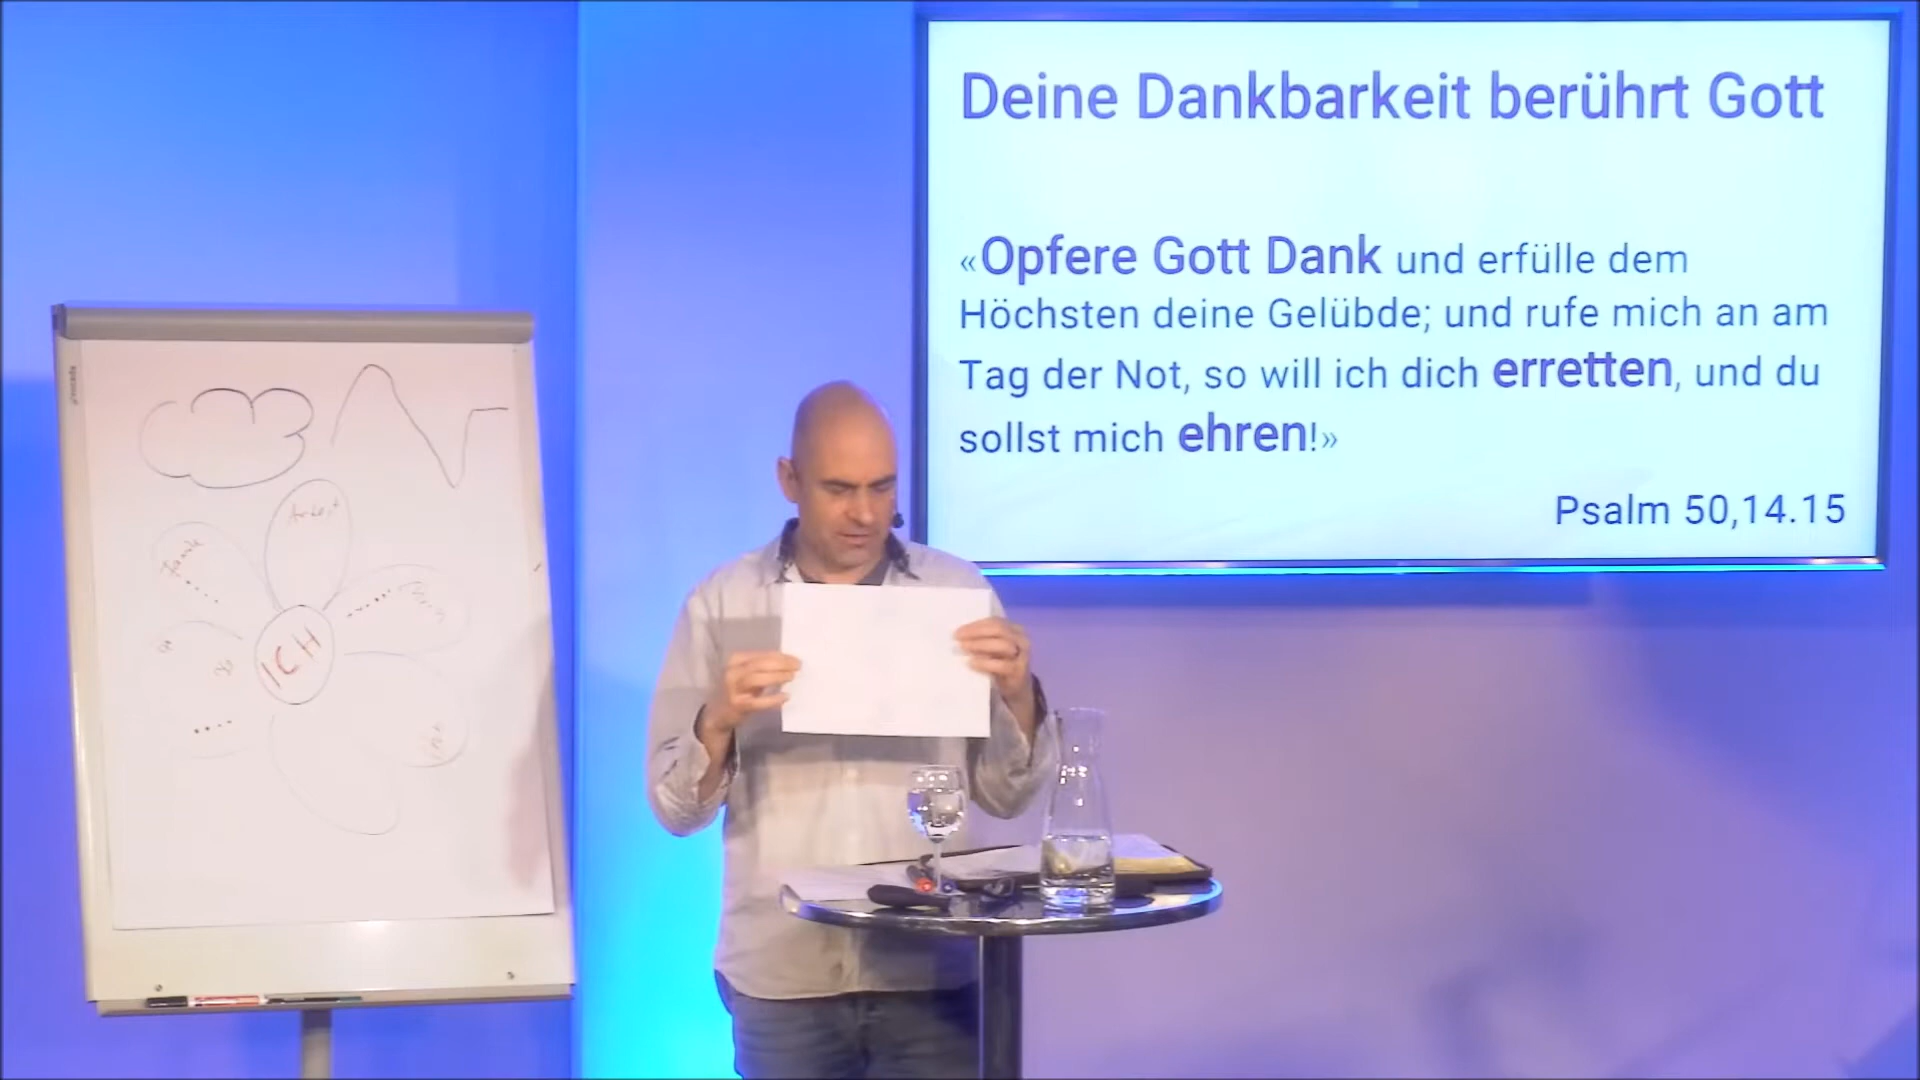 Deine Dankbarkeit berührt Gott
«Opfere Gott Dank und erfülle dem
Höchsten deine Gelübde; und rufe mich an am
Tag der Not, so will ich dich erretten, und du
sollst mich ehren!»
Psalm 50,14.15
Arbeit
ICH